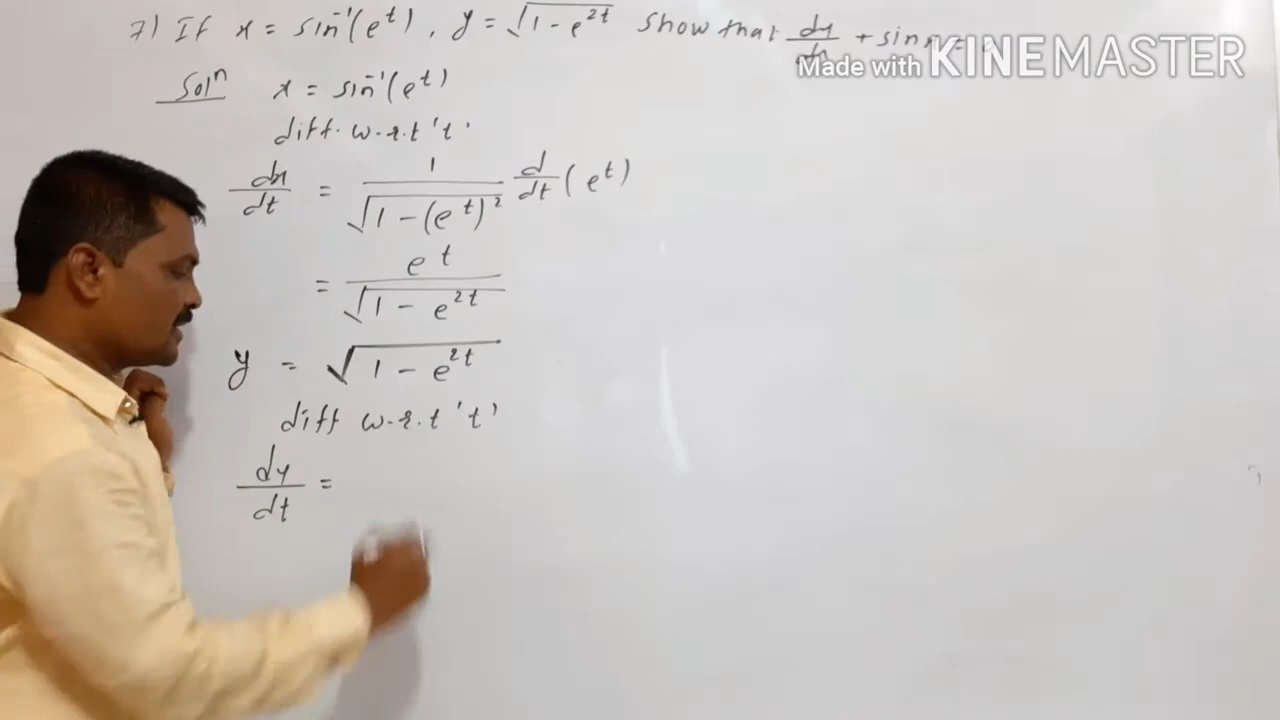 7) If x = sin⁻¹(eᵗ), y = √1 - e²ᵗ show that dy/dx + sin x =
Made with KINEMASTER
Solⁿ x = sin⁻¹(eᵗ)
diff. w.r.t 't'
dx/dt = 1/√1 - (eᵗ)² d/dt (eᵗ)
= eᵗ/√1 - e²ᵗ
y = √1 - e²ᵗ
diff w.r.t 't'
dy/dt =